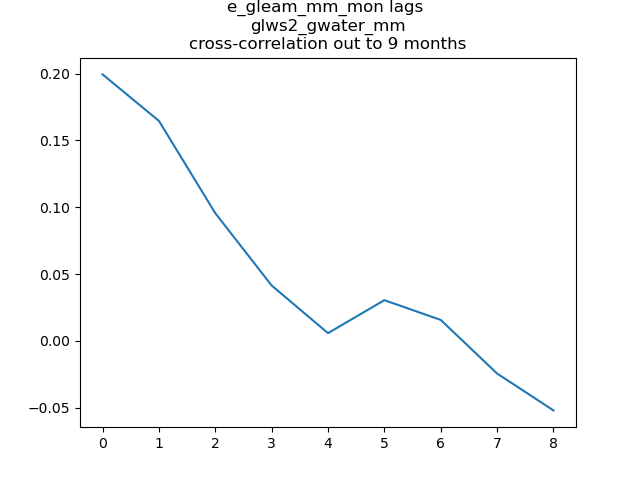 e_gleam_mm_mon lags
glws2_gwater_mm
cross-correlation out to 9 months
0.20
0.15
0.10
0.05
0.00
−0.05
0 1 2 3 4 5 6 7 8